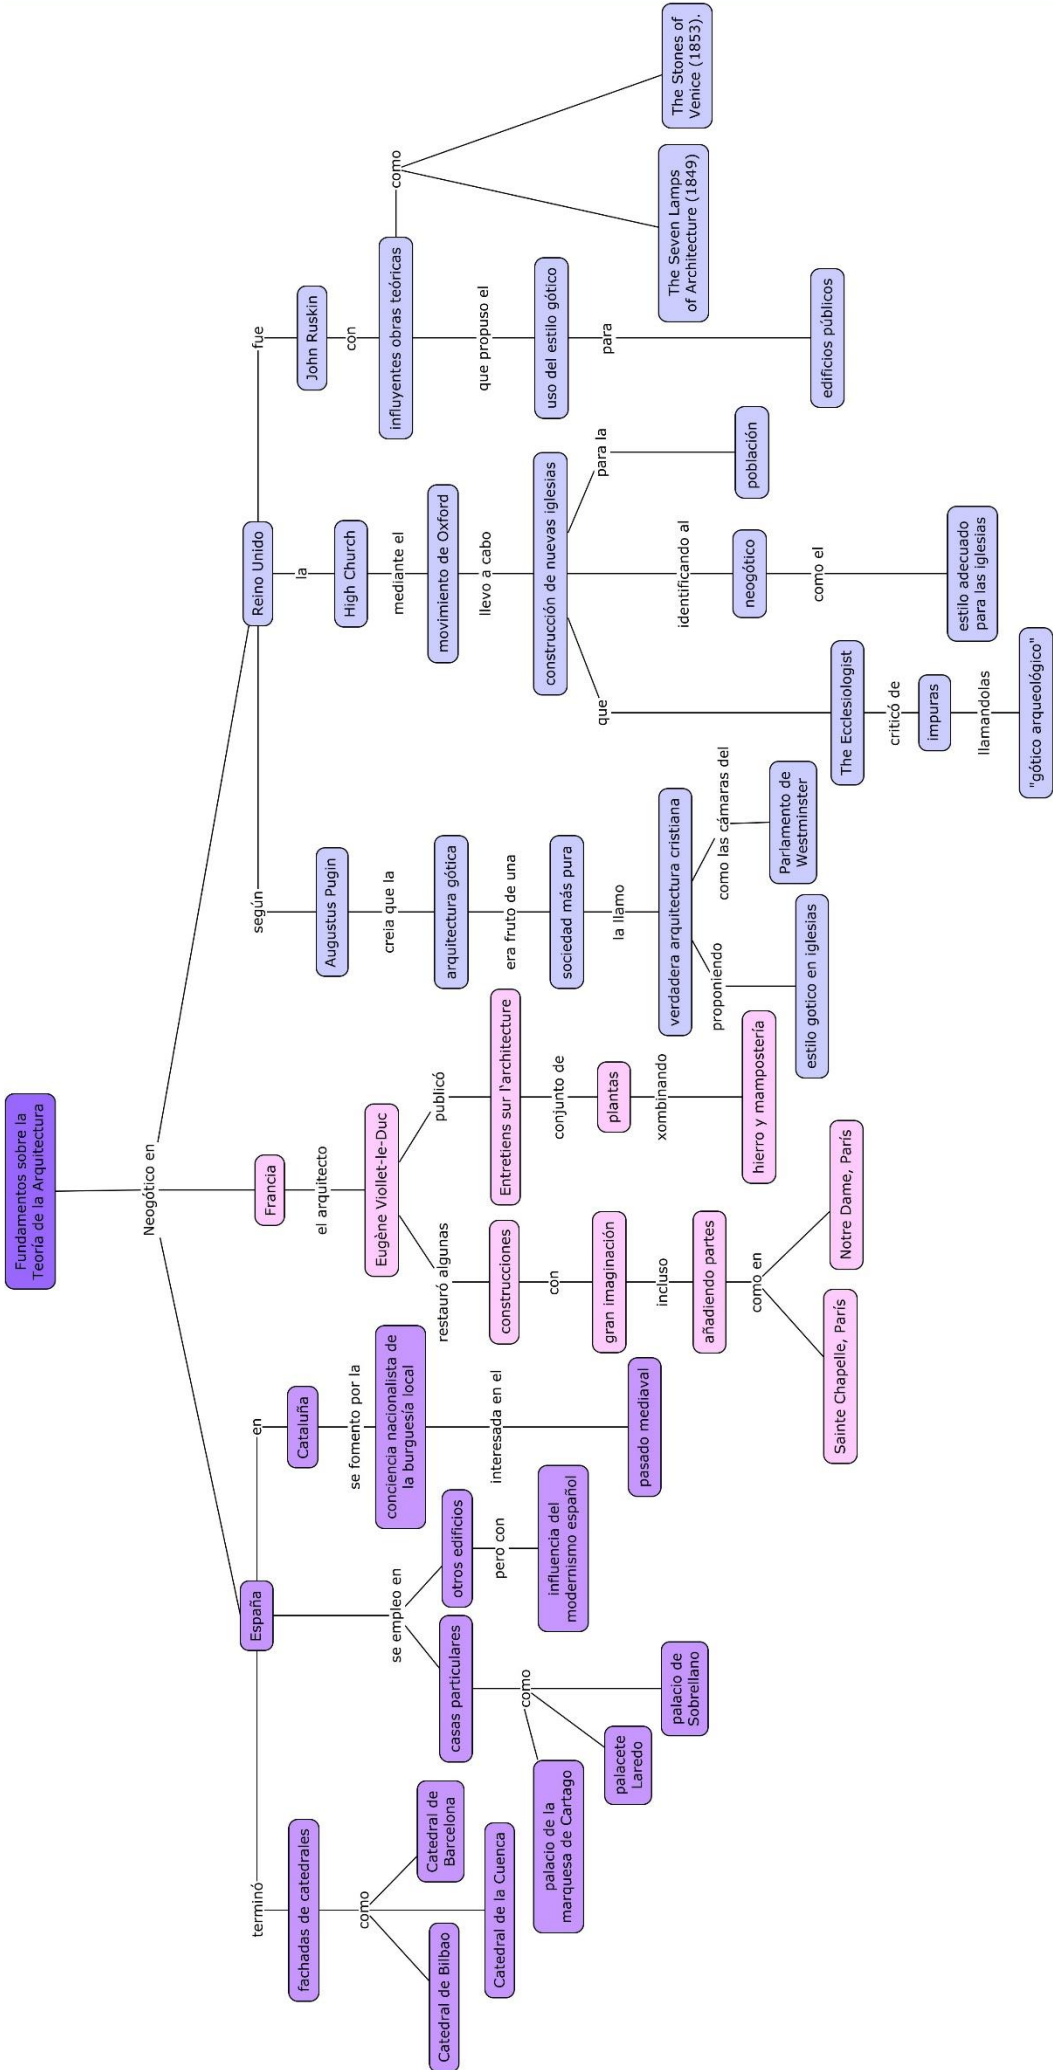 Fundamentos sobre la
Teoría de la Arquitectura
Neogótico en
España
terminó
fachadas de catedrales
como
Catedral de Bilbao
Catedral de la Cuenca
Catedral de
Barcelona
se empleo en
casas particulares
como
palacio de la
marquesa de Cartago
palacete
Laredo
palacio de
Sobrellano
otros edificios
pero con
influencia del
modernismo español
en
Cataluña
se fomento por la
conciencia nacionalista de
la burguesía local
interesada en el
pasado mediaval
Francia
el arquitecto
Eugène Viollet-le-Duc
restauró algunas
construcciones
con
gran imaginación
incluso
añadiendo partes
como en
Sainte Chapelle, París
Notre Dame, París
publicó
Entretiens sur l'architecture
conjunto de
plantas
xombinando
hierro y mampostería
Reino Unido
según
Augustus Pugin
creia que la
arquitectura gótica
era fruto de una
sociedad más pura
la llamo
verdadera arquitectura cristiana
proponiendo
estilo gotico en iglesias
como las cámaras del
Parlamento de
Westminster
la
High Church
mediante el
movimiento de Oxford
llevo a cabo
construcción de nuevas iglesias
que
The Ecclesiologist
criticó de
impuras
llamandolas
"gótico arqueológico"
identificando al
neogótico
como el
estilo adecuado
para las iglesias
para la
población
fue
John Ruskin
con
influyentes obras teóricas
que propuso el
uso del estilo gótico
para
edificios públicos
como
The Seven Lamps
of Architecture (1849)
The Stones of
Venice (1853).